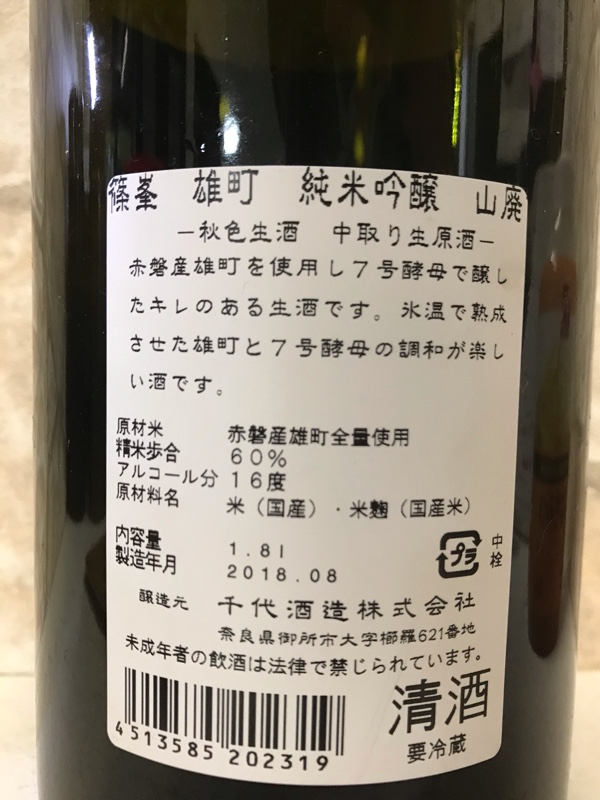 篠峯 雄町 純米吟醸 山廃
－秋色生酒 中取り生原酒－
赤磐産雄町を使用し7号酵母で醸し
たキレのある生酒です。氷温で熟成
させた雄町と7号酵母の調和が楽し
い酒です。
原材米 赤磐産雄町全量使用
精米歩合 60%
アルコール分 16度
原材料名 米（国産）・米麹（国産米）
内容量 1.8l
製造年月 2018.08
プラ 中栓
醸造元 千代酒造株式会社
奈良県御所市大字櫛羅621番地
未成年者の飲酒は法律で禁じられています。
4 513585 202319
清酒
要冷蔵